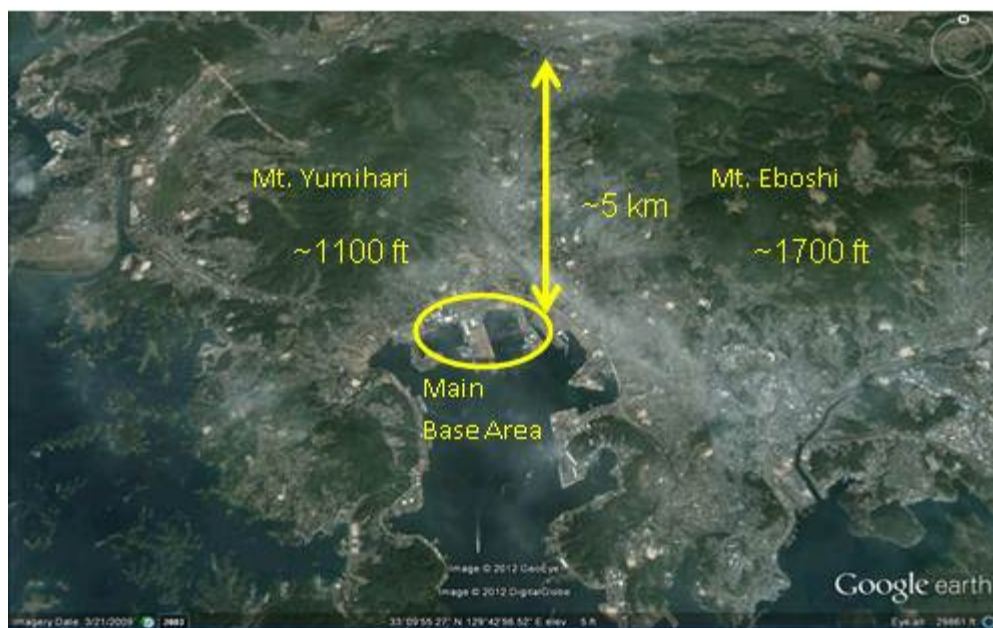 Mt. Yumihari
Mt. Eboshi
~5 km
~1100 ft
~1700 ft
Main
Base Area
Image © 2012 GeoEye
Image © 2012 DigitalGlobe
Google earth
Imagery Date: 3/21/2009
2003
33°09'55.27" N 129°42'56.52" E elev 5 ft
Eye alt 29861 ft